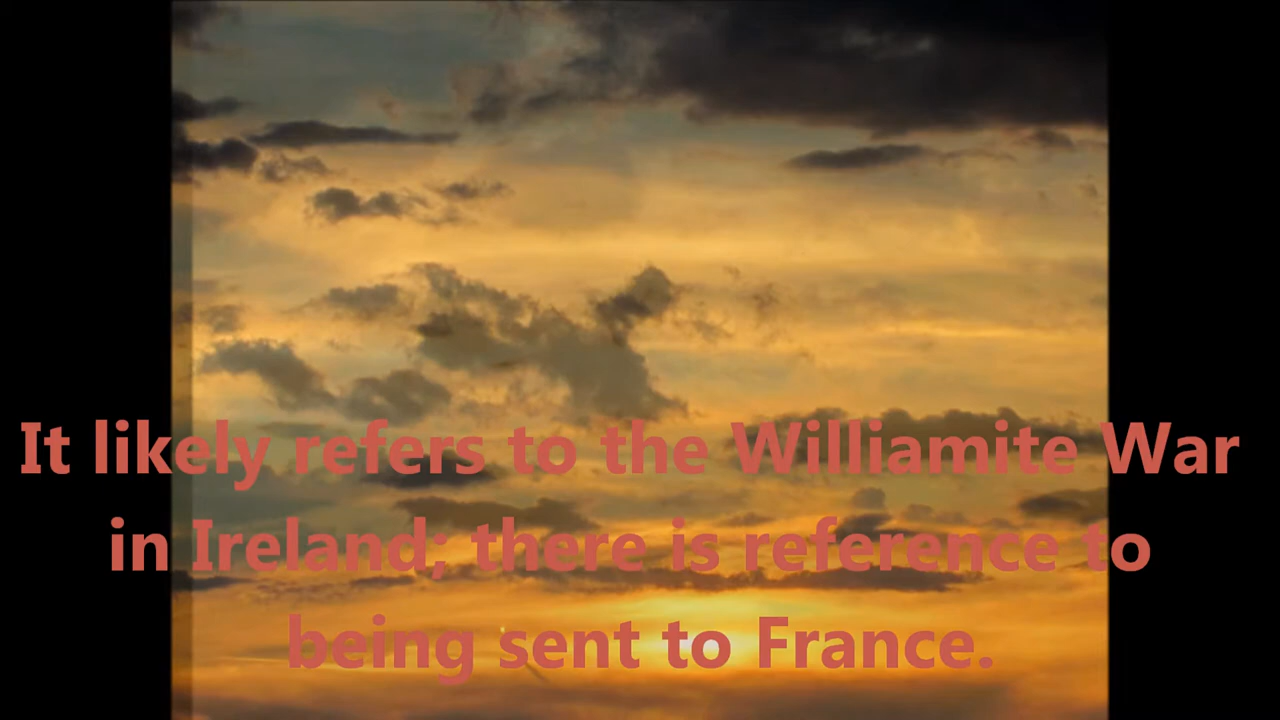 It likely refers to the Williamite War
in Ireland; there is reference to
being sent to France.